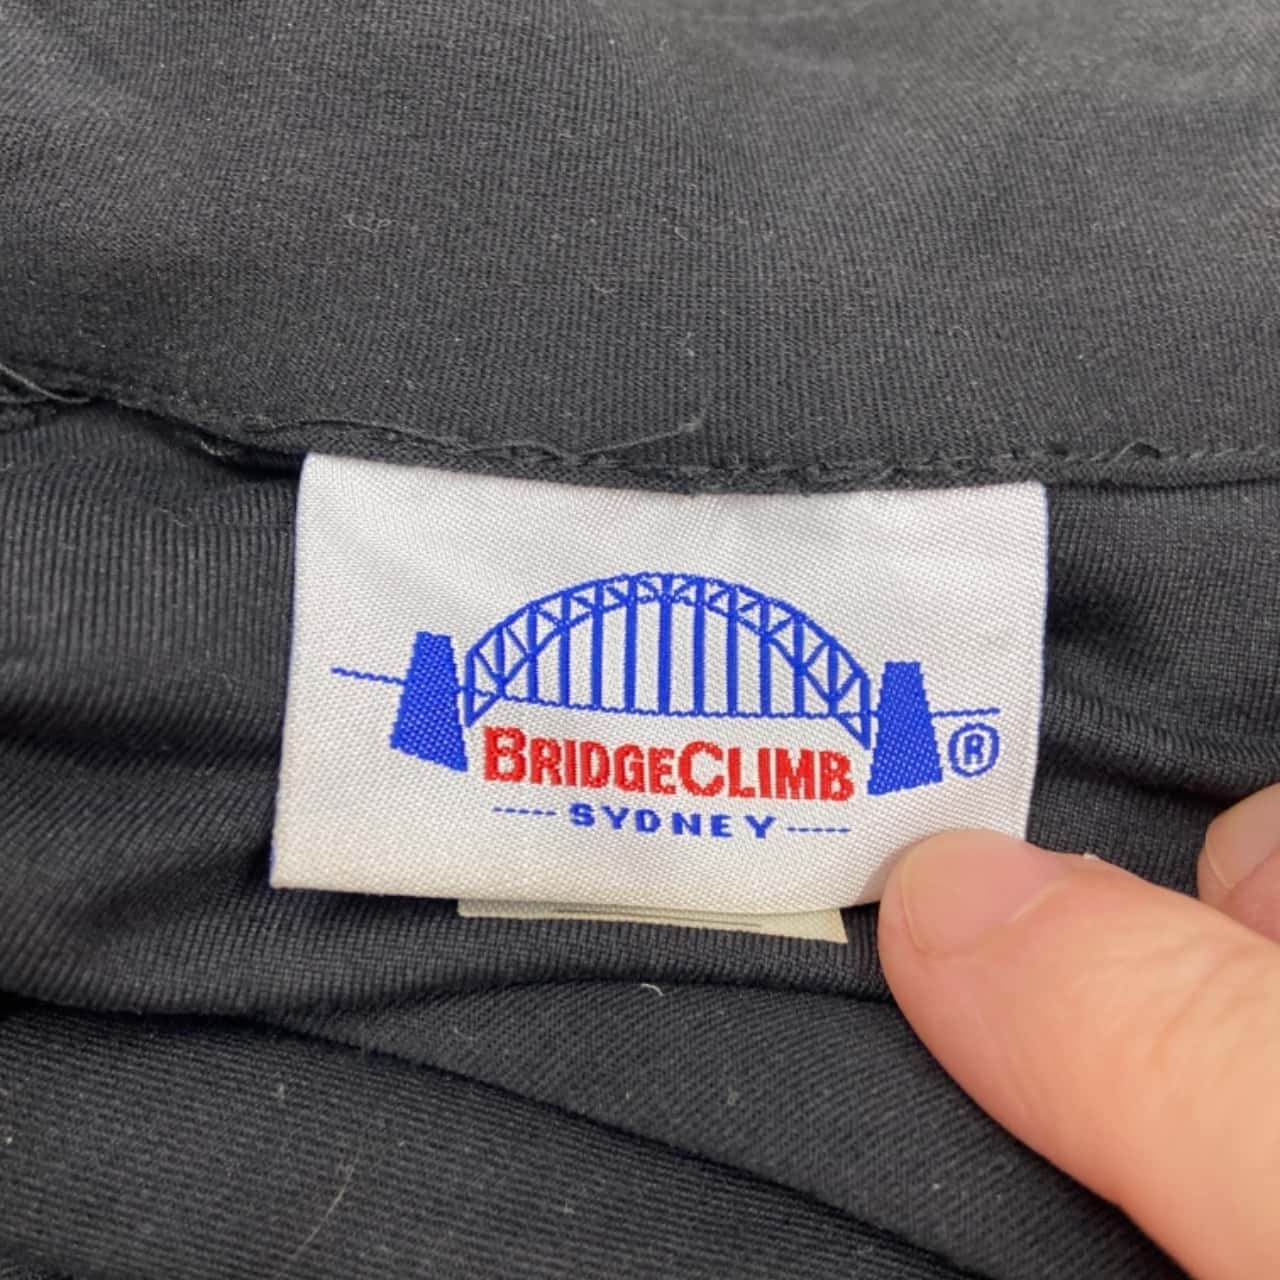 BRIDGECLIMB ®
----- SYDNEY -----